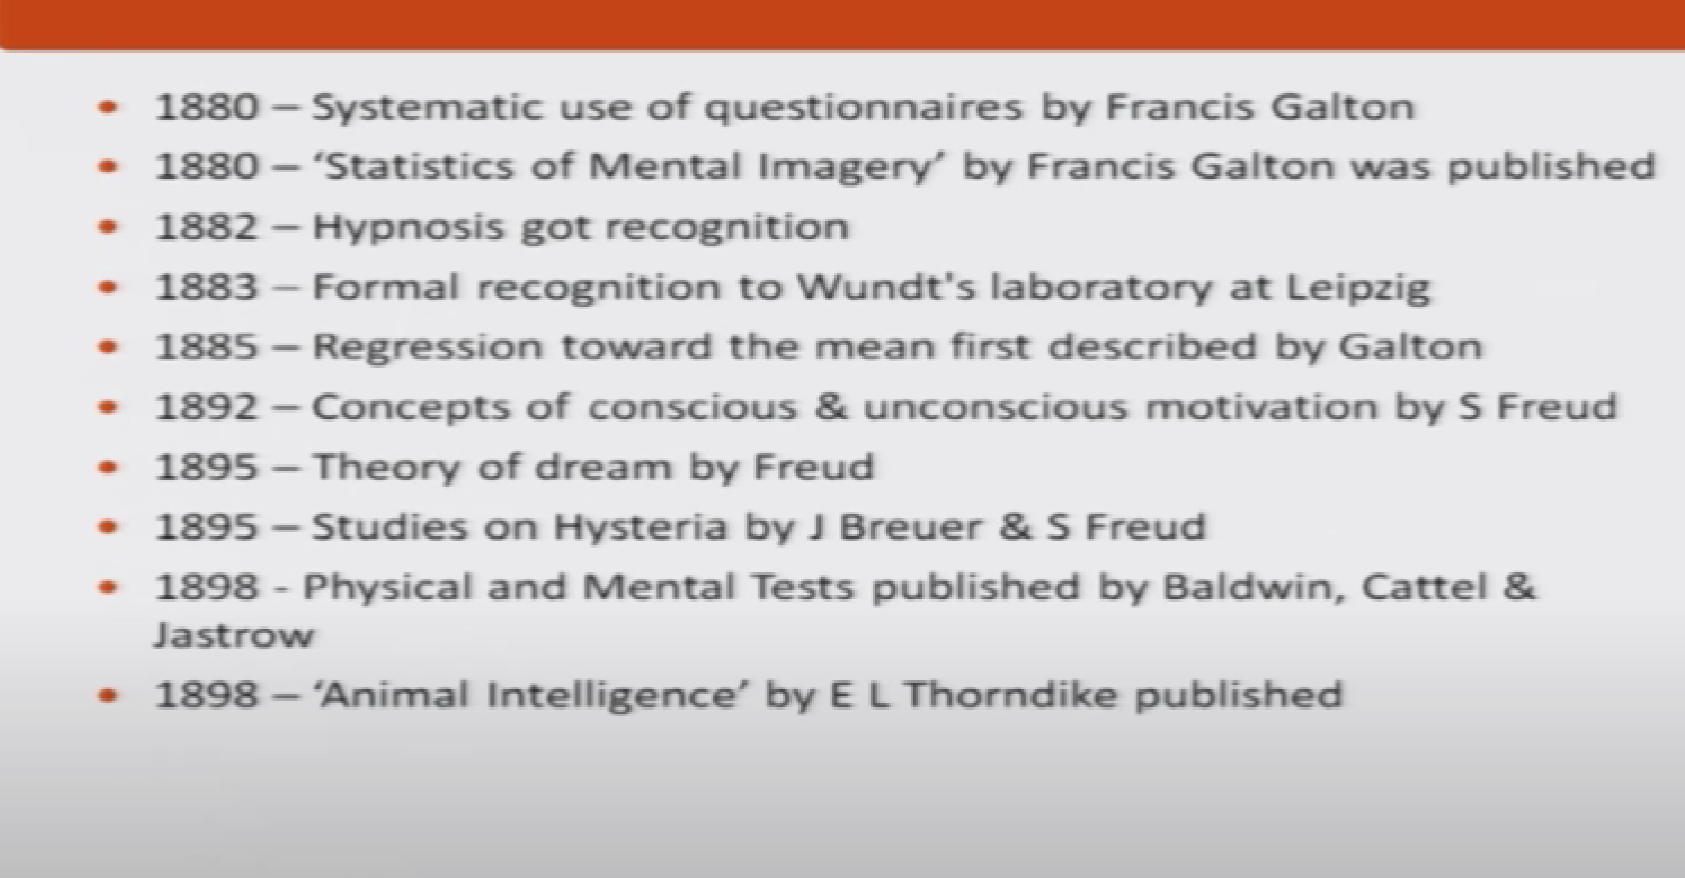 • 1880 – Systematic use of questionnaires by Francis Galton
• 1880 – ‘Statistics of Mental Imagery’ by Francis Galton was published
• 1882 – Hypnosis got recognition
• 1883 – Formal recognition to Wundt's laboratory at Leipzig
• 1885 – Regression toward the mean first described by Galton
• 1892 – Concepts of conscious & unconscious motivation by S Freud
• 1895 – Theory of dream by Freud
• 1895 – Studies on Hysteria by J Breuer & S Freud
• 1898 - Physical and Mental Tests published by Baldwin, Cattel &
Jastrow
• 1898 – ‘Animal Intelligence’ by E L Thorndike published